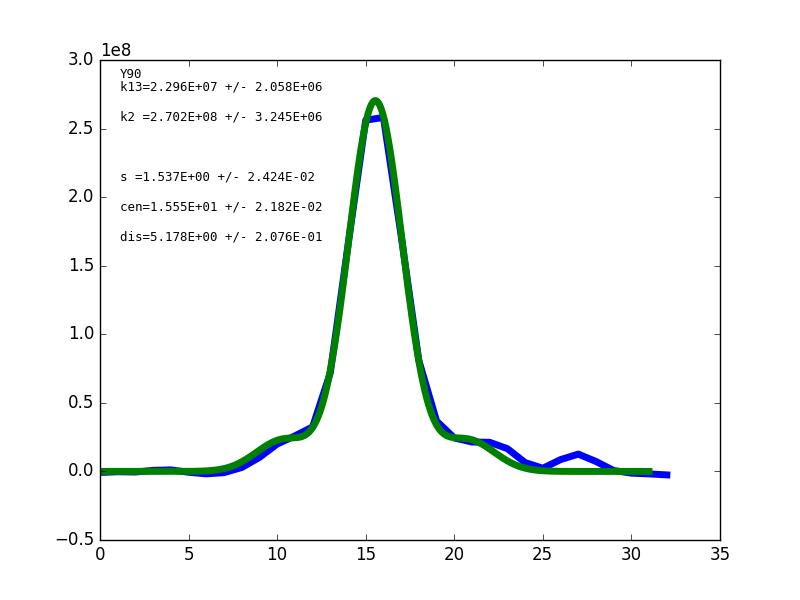 1e8
3.0
Y90
k13=2.296E+07 +/- 2.058E+06
k2 =2.702E+08 +/- 3.245E+06
2.5
s =1.537E+00 +/- 2.424E-02
2.0
cen=1.555E+01 +/- 2.182E-02
dis=5.178E+00 +/- 2.076E-01
1.5
1.0
0.5
0.0
−0.5
0 5 10 15 20 25 30 35